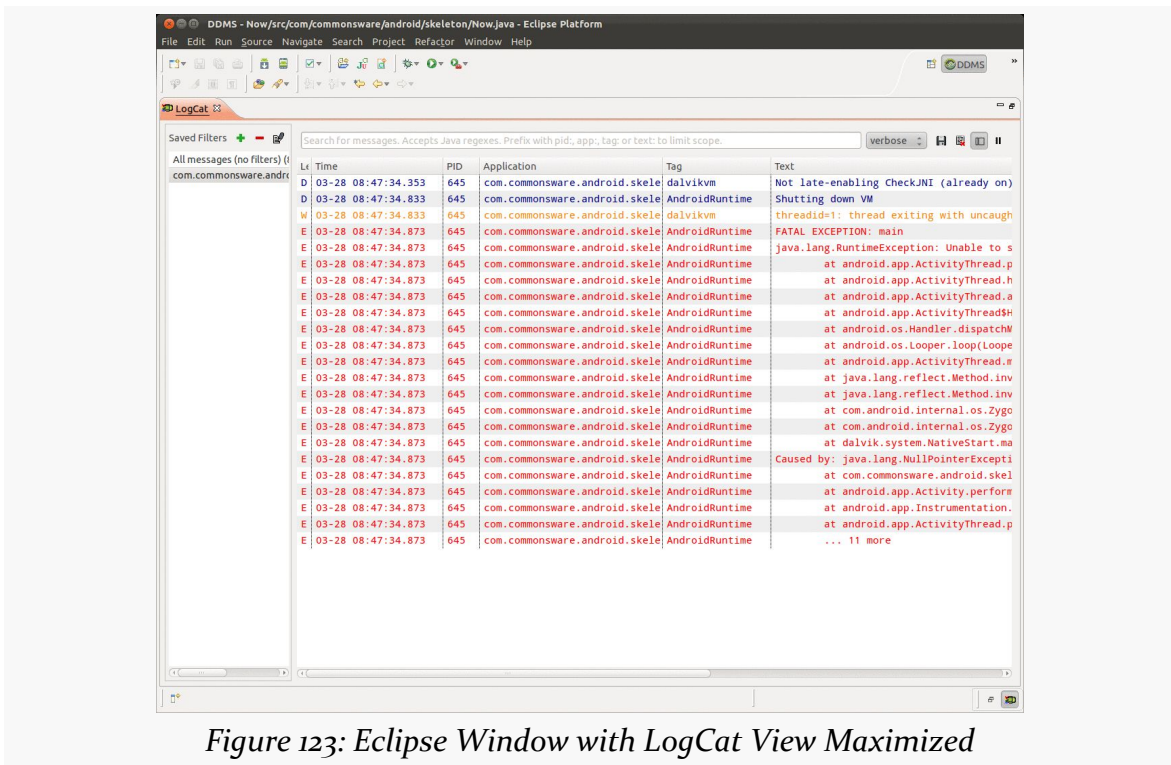 DDMS - Now/src/com/commonsware/android/skeleton/Now.java - Eclipse Platform
File Edit Run Source Navigate Search Project Refactor Window Help
DDMS »
LogCat
Saved Filters
Search for messages. Accepts Java regexes. Prefix with pid:, app:, tag: or text: to limit scope. verbose
All messages (no filters) (
com.commonsware.andro
Le Time PID Application Tag Text
D 03-28 08:47:34.353 645 com.commonsware.android.skele dalvikvm Not late-enabling CheckJNI (already on)
D 03-28 08:47:34.833 645 com.commonsware.android.skele AndroidRuntime Shutting down VM
W 03-28 08:47:34.833 645 com.commonsware.android.skele dalvikvm threadid=1: thread exiting with uncaugh
E 03-28 08:47:34.873 645 com.commonsware.android.skele AndroidRuntime FATAL EXCEPTION: main
E 03-28 08:47:34.873 645 com.commonsware.android.skele AndroidRuntime java.lang.RuntimeException: Unable to s
E 03-28 08:47:34.873 645 com.commonsware.android.skele AndroidRuntime at android.app.ActivityThread.p
E 03-28 08:47:34.873 645 com.commonsware.android.skele AndroidRuntime at android.app.ActivityThread.h
E 03-28 08:47:34.873 645 com.commonsware.android.skele AndroidRuntime at android.app.ActivityThread.a
E 03-28 08:47:34.873 645 com.commonsware.android.skele AndroidRuntime at android.app.ActivityThread$H
E 03-28 08:47:34.873 645 com.commonsware.android.skele AndroidRuntime at android.os.Handler.dispatchM
E 03-28 08:47:34.873 645 com.commonsware.android.skele AndroidRuntime at android.os.Looper.loop(Loope
E 03-28 08:47:34.873 645 com.commonsware.android.skele AndroidRuntime at android.app.ActivityThread.m
E 03-28 08:47:34.873 645 com.commonsware.android.skele AndroidRuntime at java.lang.reflect.Method.inv
E 03-28 08:47:34.873 645 com.commonsware.android.skele AndroidRuntime at java.lang.reflect.Method.inv
E 03-28 08:47:34.873 645 com.commonsware.android.skele AndroidRuntime at com.android.internal.os.Zygo
E 03-28 08:47:34.873 645 com.commonsware.android.skele AndroidRuntime at com.android.internal.os.Zygo
E 03-28 08:47:34.873 645 com.commonsware.android.skele AndroidRuntime at dalvik.system.NativeStart.ma
E 03-28 08:47:34.873 645 com.commonsware.android.skele AndroidRuntime Caused by: java.lang.NullPointerExcepti
E 03-28 08:47:34.873 645 com.commonsware.android.skele AndroidRuntime at com.commonsware.android.skel
E 03-28 08:47:34.873 645 com.commonsware.android.skele AndroidRuntime at android.app.Activity.perform
E 03-28 08:47:34.873 645 com.commonsware.android.skele AndroidRuntime at android.app.Instrumentation.
E 03-28 08:47:34.873 645 com.commonsware.android.skele AndroidRuntime at android.app.ActivityThread.p
E 03-28 08:47:34.873 645 com.commonsware.android.skele AndroidRuntime ... 11 more
Figure 123: Eclipse Window with LogCat View Maximized